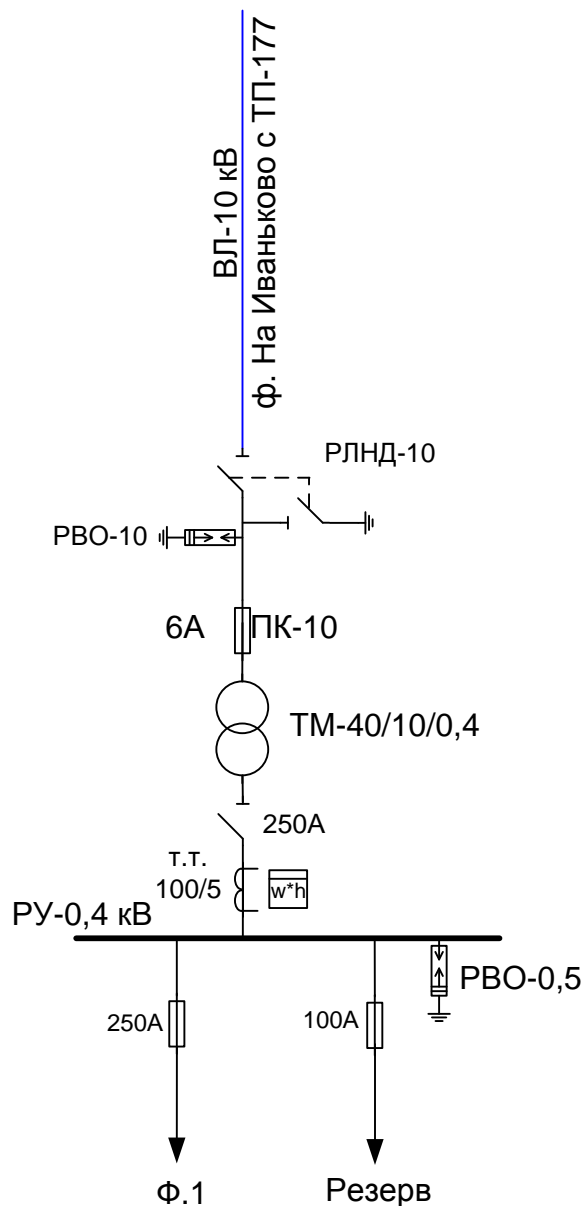 ВЛ-10 кВ
ф. На Иваньково с ТП-177
РЛНД-10
РВО-10
6А
ПК-10
ТМ-40/10/0,4
250А
т.т.
100/5
w*h
РУ-0,4 кВ
РВО-0,5
250А
100А
Ф.1
Резерв